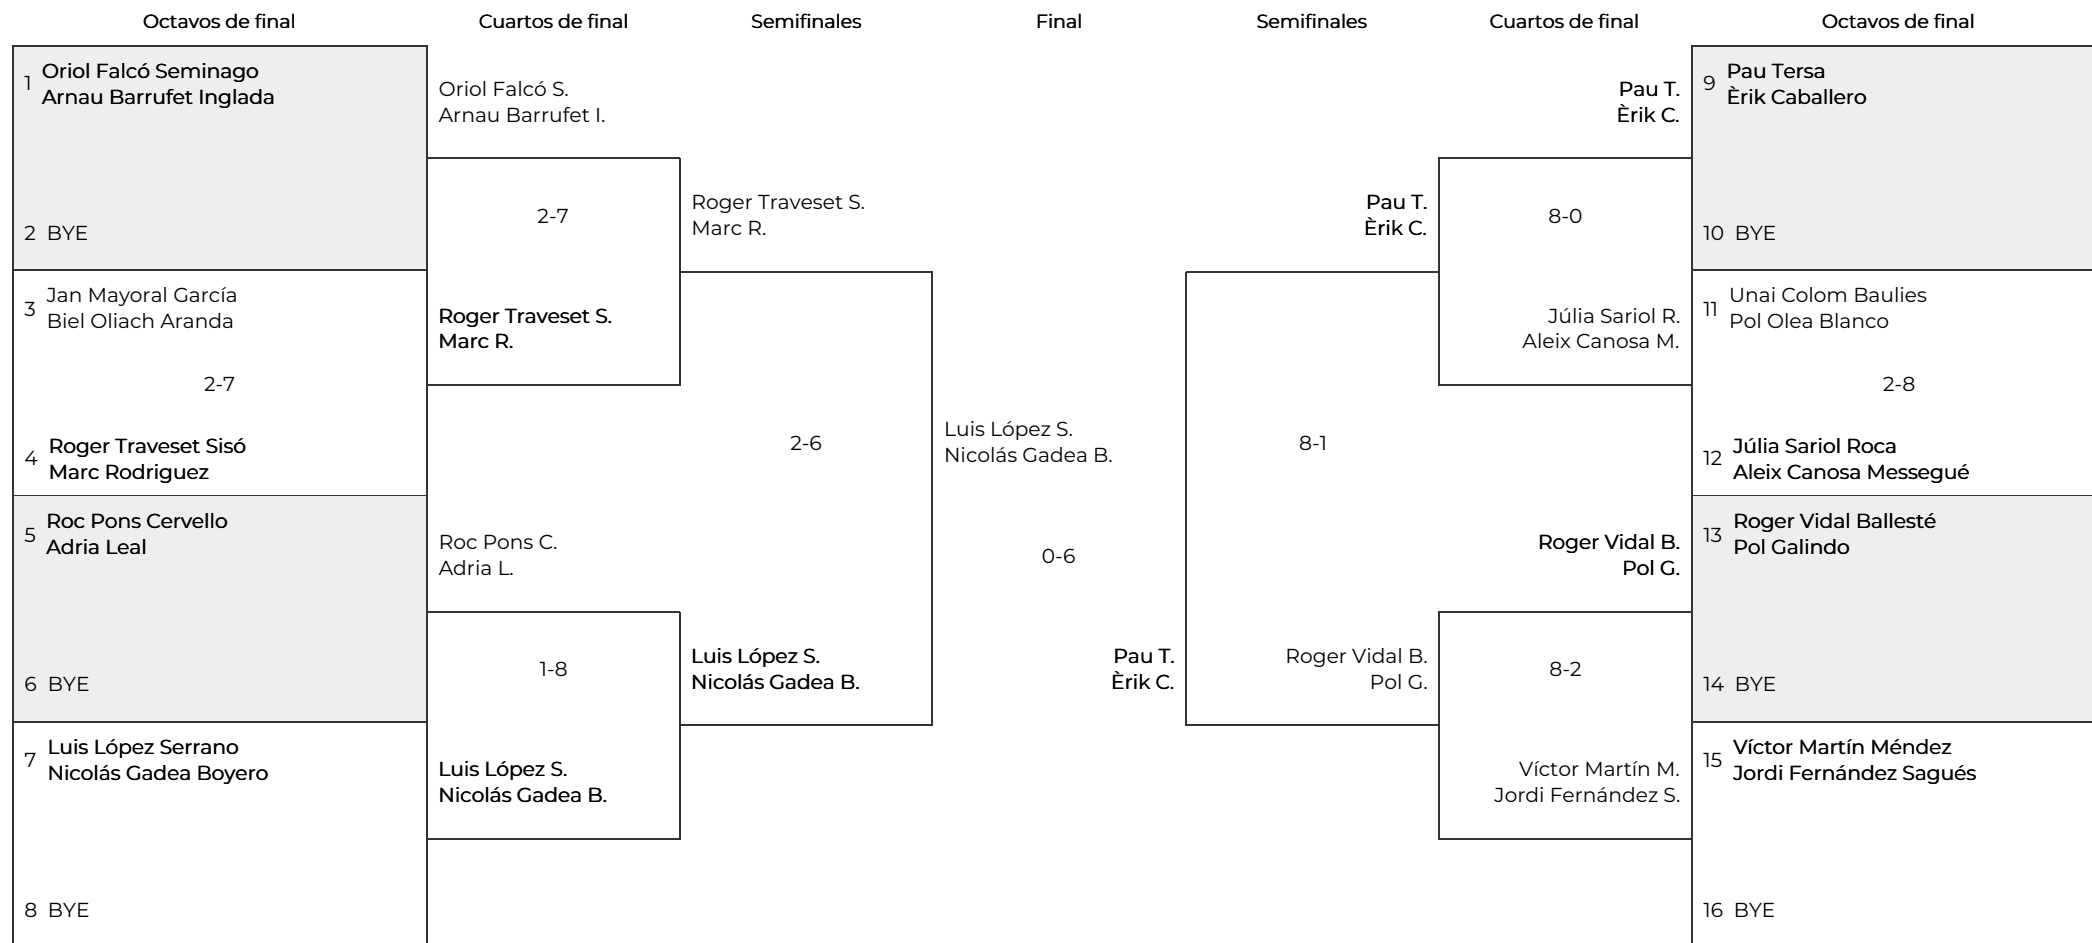 Octavos de final
Cuartos de final
Semifinales
Final
Semifinales
Cuartos de final
Octavos de final
1 Oriol Falcó Seminago
Arnau Barrufet Inglada
2 BYE
3 Jan Mayoral García
Biel Oliach Aranda
2-7
4 Roger Traveset Sisó
Marc Rodriguez
5 Roc Pons Cervello
Adria Leal
6 BYE
7 Luis López Serrano
Nicolás Gadea Boyero
8 BYE
Oriol Falcó S.
Arnau Barrufet I.
2-7
Roger Traveset S.
Marc R.
Roc Pons C.
Adria L.
1-8
Luis López S.
Nicolás Gadea B.
Roger Traveset S.
Marc R.
2-6
Luis López S.
Nicolás Gadea B.
Luis López S.
Nicolás Gadea B.
0-6
Pau T.
Èrik C.
Pau T.
Èrik C.
8-1
Roger Vidal B.
Pol G.
Pau T.
Èrik C.
8-0
Júlia Sariol R.
Aleix Canosa M.
Roger Vidal B.
Pol G.
8-2
Víctor Martín M.
Jordi Fernández S.
9 Pau Tersa
Èrik Caballero
10 BYE
11 Unai Colom Baulies
Pol Olea Blanco
2-8
12 Júlia Sariol Roca
Aleix Canosa Messegué
13 Roger Vidal Ballesté
Pol Galindo
14 BYE
15 Víctor Martín Méndez
Jordi Fernández Sagués
16 BYE